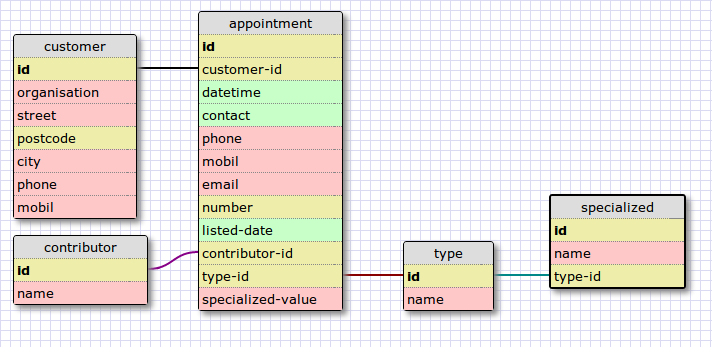 customer
id
organisation
street
postcode
city
phone
mobil
contributor
id
name
appointment
id
customer-id
datetime
contact
phone
mobil
email
number
listed-date
contributor-id
type-id
specialized-value
type
id
name
specialized
id
name
type-id